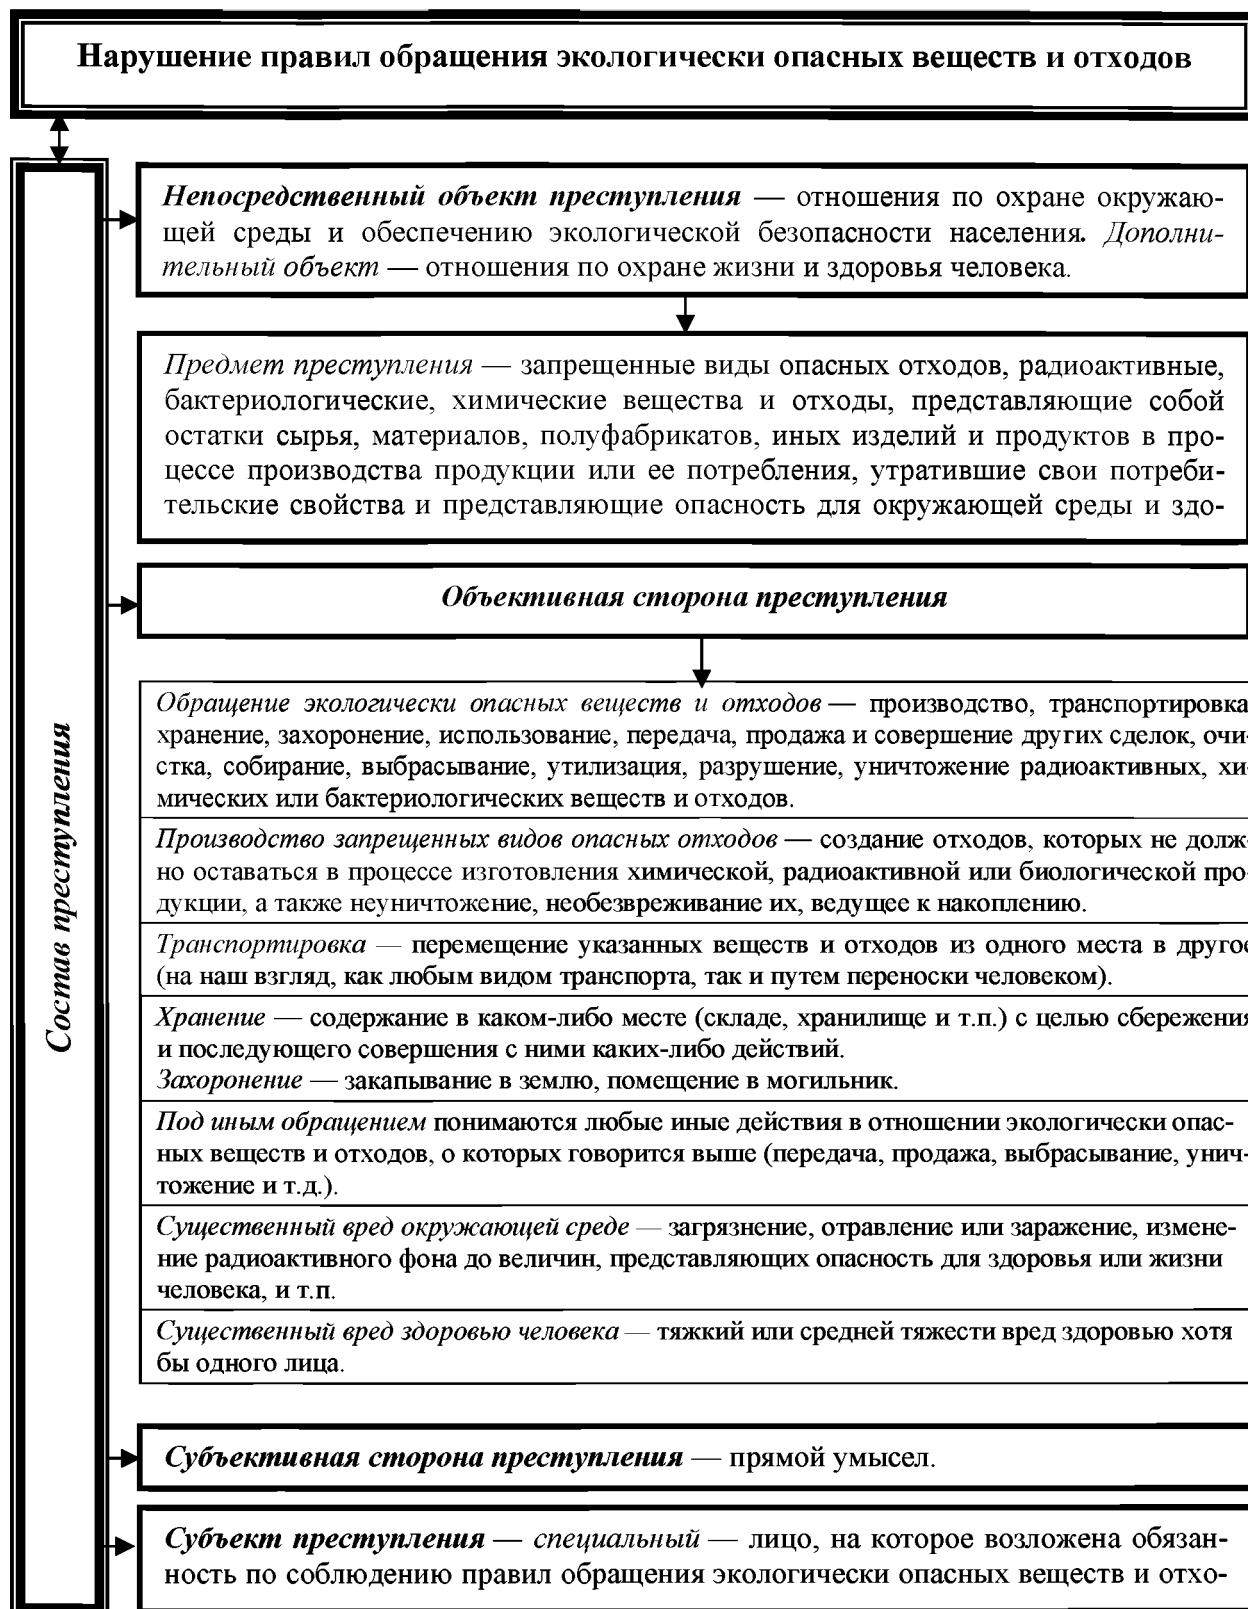 Нарушение правил обращения экологически опасных веществ и отходов
Состав преступления
Непосредственный объект преступления — отношения по охране окружаю-
щей среды и обеспечению экологической безопасности населения. Дополни-
тельный объект — отношения по охране жизни и здоровья человека.
Предмет преступления — запрещенные виды опасных отходов, радиоактивные,
бактериологические, химические вещества и отходы, представляющие собой
остатки сырья, материалов, полуфабрикатов, иных изделий и продуктов в про-
цессе производства продукции или ее потребления, утратившие свои потреби-
тельские свойства и представляющие опасность для окружающей среды и здо-
Объективная сторона преступления
Обращение экологически опасных веществ и отходов — производство, транспортировка,
хранение, захоронение, использование, передача, продажа и совершение других сделок, очи-
стка, собирание, выбрасывание, утилизация, разрушение, уничтожение радиоактивных, хи-
мических или бактериологических веществ и отходов.
Производство запрещенных видов опасных отходов — создание отходов, которых не долж-
но оставаться в процессе изготовления химической, радиоактивной или биологической про-
дукции, а также неуничтожение, необезвреживание их, ведущее к накоплению.
Транспортировка — перемещение указанных веществ и отходов из одного места в другое
(на наш взгляд, как любым видом транспорта, так и путем переноски человеком).
Хранение — содержание в каком-либо месте (складе, хранилище и т.п.) с целью сбережения
и последующего совершения с ними каких-либо действий.
Захоронение — закапывание в землю, помещение в могильник.
Под иным обращением понимаются любые иные действия в отношении экологически опас-
ных веществ и отходов, о которых говорится выше (передача, продажа, выбрасывание, унич-
тожение и т.д.).
Существенный вред окружающей среде — загрязнение, отравление или заражение, измене-
ние радиоактивного фона до величин, представляющих опасность для здоровья или жизни
человека, и т.п.
Существенный вред здоровью человека — тяжкий или средней тяжести вред здоровью хотя
бы одного лица.
Субъективная сторона преступления — прямой умысел.
Субъект преступления — специальный — лицо, на которое возложена обязан-
ность по соблюдению правил обращения экологически опасных веществ и отхо-